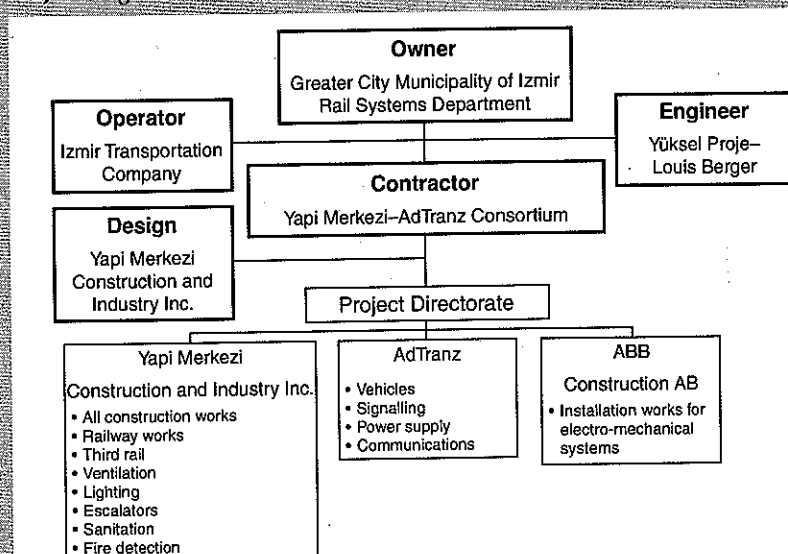 Owner
Greater City Municipality of Izmir
Rail Systems Department
Operator
Izmir Transportation
Company
Engineer
Yüksel Proje–
Louis Berger
Contractor
Yapi Merkezi–AdTranz Consortium
Design
Yapi Merkezi
Construction and
Industry Inc.
Project Directorate
Yapi Merkezi
Construction and Industry Inc.
• All construction works
• Railway works
• Third rail
• Ventilation
• Lighting
• Escalators
• Sanitation
• Fire detection
AdTranz
• Vehicles
• Signalling
• Power supply
• Communications
ABB
Construction AB
• Installation works for
electro-mechanical
systems